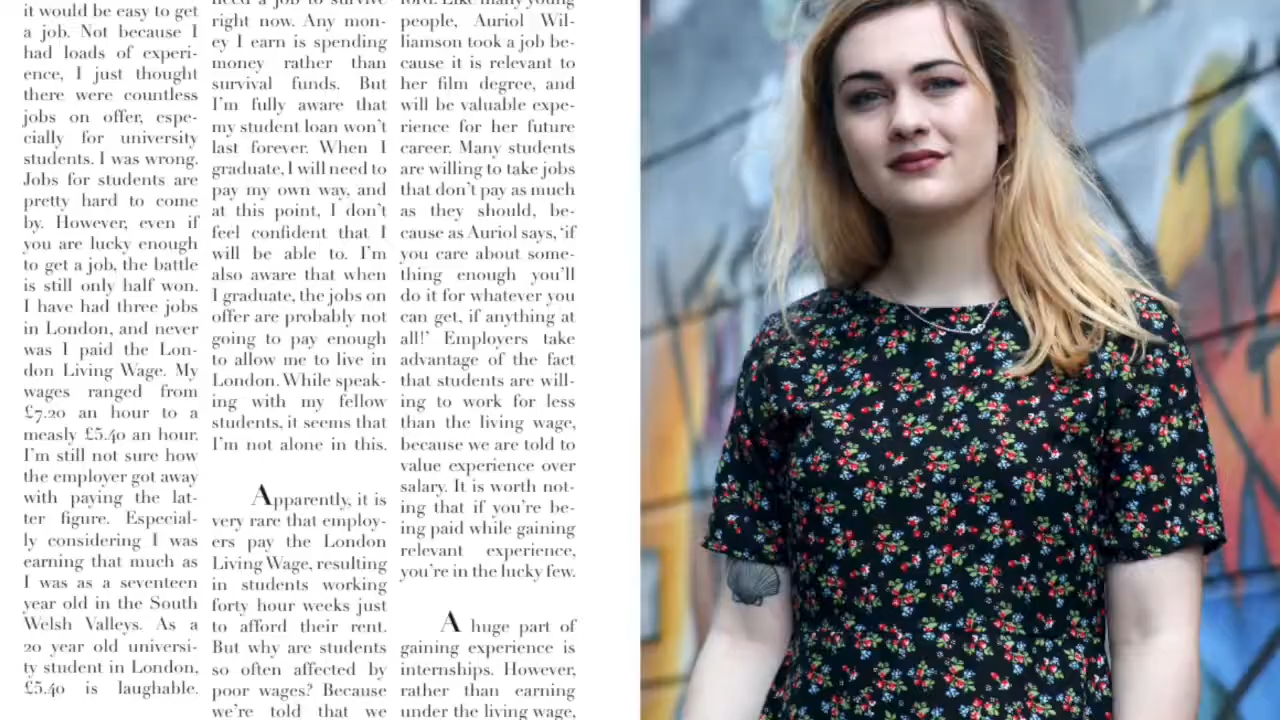 it would be easy to get
a job. Not because I
had loads of experi-
ence, I just thought
there were countless
jobs on offer, espe-
cially for university
students. I was wrong.
Jobs for students are
pretty hard to come
by. However, even if
you are lucky enough
to get a job, the battle
is still only half won.
I have had three jobs
in London, and never
was I paid the Lon-
don Living Wage. My
wages ranged from
£7.20 an hour to a
measly £5.40 an hour.
I'm still not sure how
the employer got away
with paying the lat-
ter figure. Especial-
ly considering I was
earning that much as
I was as a seventeen
year old in the South
Welsh Valleys. As a
20 year old universi-
ty student in London,
£5.40 is laughable.
need a job to survive
right now. Any mon-
ey I earn is spending
money rather than
survival funds. But
I'm fully aware that
my student loan won't
last forever. When I
graduate, I will need to
pay my own way, and
at this point, I don't
feel confident that I
will be able to. I'm
also aware that when
I graduate, the jobs on
offer are probably not
going to pay enough
to allow me to live in
London. While speak-
ing with my fellow
students, it seems that
I'm not alone in this.
Apparently, it is
very rare that employ-
ers pay the London
Living Wage, resulting
in students working
forty hour weeks just
to afford their rent.
But why are students
so often affected by
poor wages? Because
we're told that we
ford. Like many young
people, Auriol Wil-
liamson took a job be-
cause it is relevant to
her film degree, and
will be valuable expe-
rience for her future
career. Many students
are willing to take jobs
that don't pay as much
as they should, be-
cause as Auriol says, 'if
you care about some-
thing enough you'll
do it for whatever you
can get, if anything at
all!' Employers take
advantage of the fact
that students are will-
ing to work for less
than the living wage,
because we are told to
value experience over
salary. It is worth not-
ing that if you're be-
ing paid while gaining
relevant experience,
you're in the lucky few.
A huge part of
gaining experience is
internships. However,
rather than earning
under the living wage,